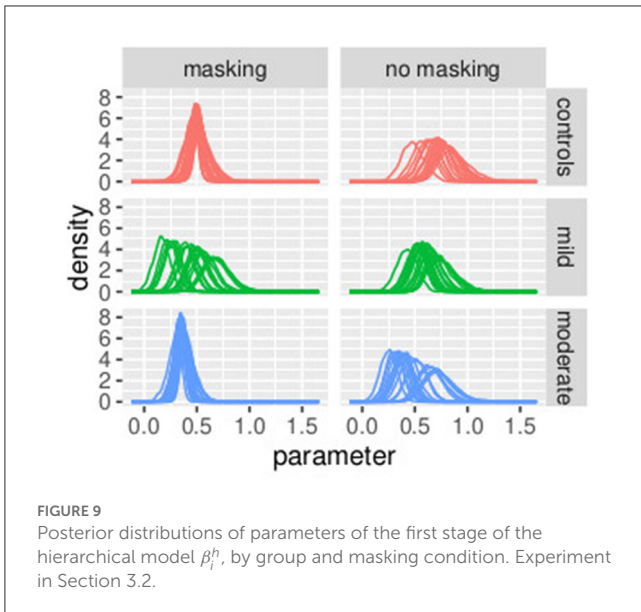 masking no masking
8
6
4
2
0
controls
8
6
4
2
0
mild
8
6
4
2
0
moderate
density
0.0 0.5 1.0 1.5 0.0 0.5 1.0 1.5
parameter
FIGURE 9
Posterior distributions of parameters of the first stage of the
hierarchical model βᵢʰ, by group and masking condition. Experiment
in Section 3.2.